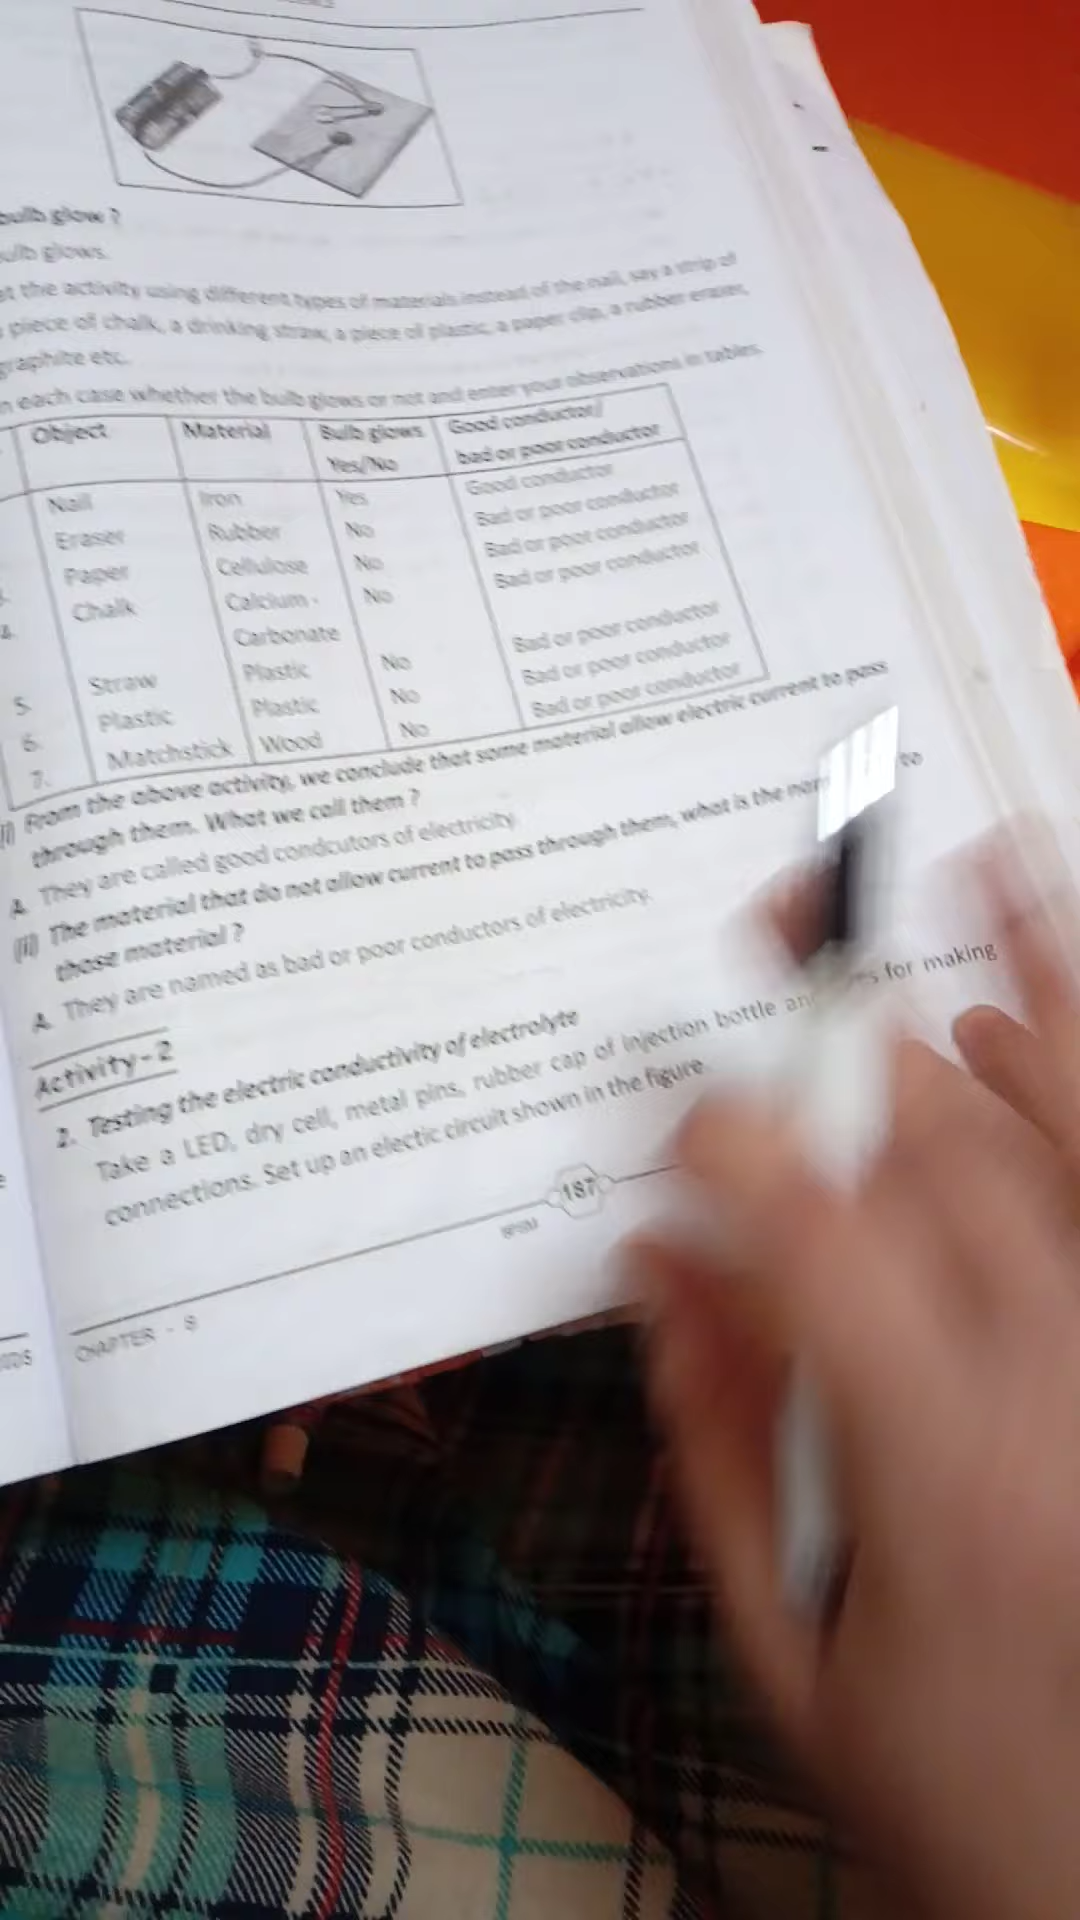 bulb glow ?
bulb glows.
the activity using different types of materials instead of the nail, say a strip of
piece of chalk, a drinking straw, a piece of plastic, a paper clip, a rubber eraser,
graphite etc.
in each case whether the bulb glows or not and enter your observations in tables.
Object Material Bulb glows Yes/No Good conductor/ bad or poor conductor
Nail Iron Yes Good conductor
Eraser Rubber No Bad or poor conductor
3. Paper Cellulose No Bad or poor conductor
4. Chalk Calcium - No Bad or poor conductor
Carbonate
5. Straw Plastic No Bad or poor conductor
6. Plastic Plastic No Bad or poor conductor
7. Matchstick Wood No Bad or poor conductor
(i) From the above activity, we conclude that some material allow electric current to pass
through them. What we call them ?
A. They are called good condcutors of electricity.
(ii) The material that do not allow current to pass through them, what is the to
those material ?
A. They are named as bad or poor conductors of electricity.
Activity - 2
2. Testing the electric conductivity of electrolyte
Take a LED, dry cell, metal pins, rubber cap of injection bottle for making
connections. Set up an electic circuit shown in the figure.
187
CHAPTER - 8